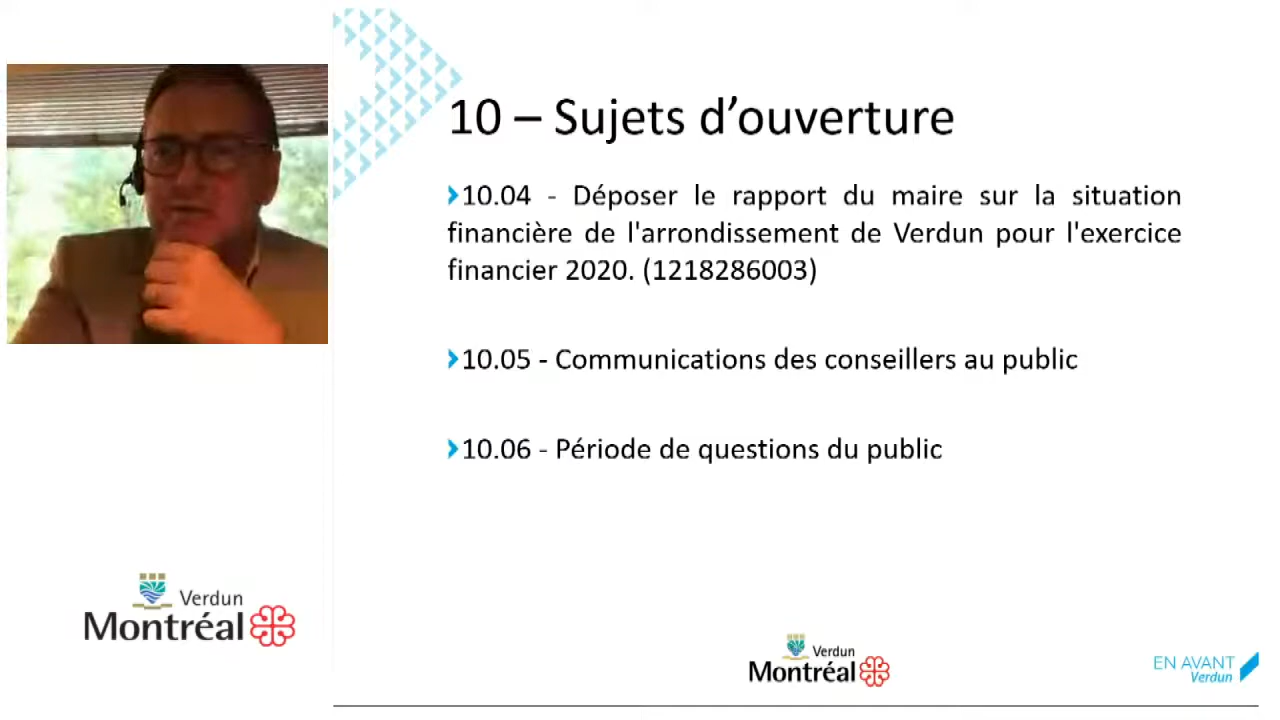 10 – Sujets d’ouverture
10.04 - Déposer le rapport du maire sur la situation
financière de l'arrondissement de Verdun pour l'exercice
financier 2020. (1218286003)
10.05 - Communications des conseillers au public
10.06 - Période de questions du public
Verdun
Montréal
Verdun
Montréal
EN AVANT
Verdun